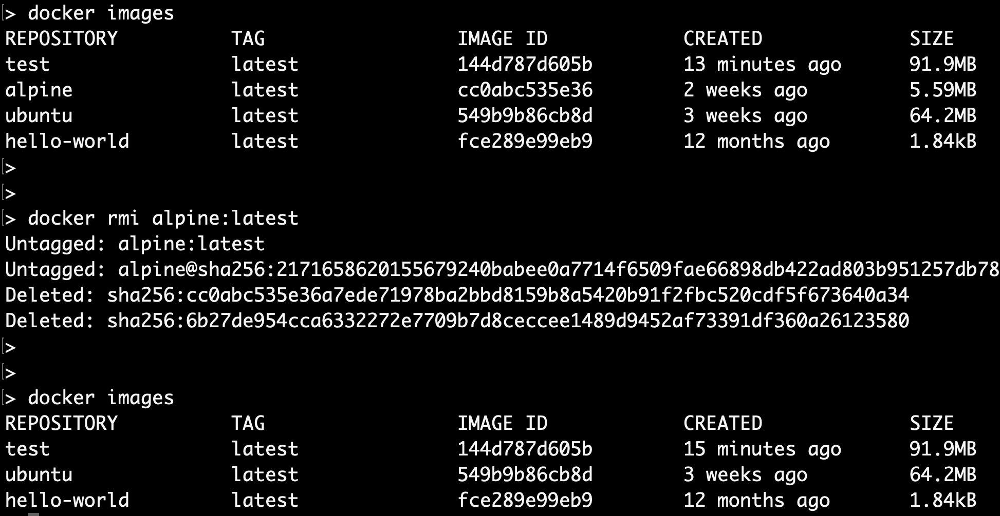 > docker images
REPOSITORY TAG IMAGE ID CREATED SIZE
test latest 144d787d605b 13 minutes ago 91.9MB
alpine latest cc0abc535e36 2 weeks ago 5.59MB
ubuntu latest 549b9b86cb8d 3 weeks ago 64.2MB
hello-world latest fce289e99eb9 12 months ago 1.84kB
>
>
> docker rmi alpine:latest
Untagged: alpine:latest
Untagged: alpine@sha256:2171658620155679240babee0a7714f6509fae66898db422ad803b951257db78
Deleted: sha256:cc0abc535e36a7ede71978ba2bbd8159b8a5420b91f2fbc520cdf5f673640a34
Deleted: sha256:6b27de954cca6332272e7709b7d8ceccee1489d9452af73391df360a26123580
>
>
> docker images
REPOSITORY TAG IMAGE ID CREATED SIZE
test latest 144d787d605b 15 minutes ago 91.9MB
ubuntu latest 549b9b86cb8d 3 weeks ago 64.2MB
hello-world latest fce289e99eb9 12 months ago 1.84kB